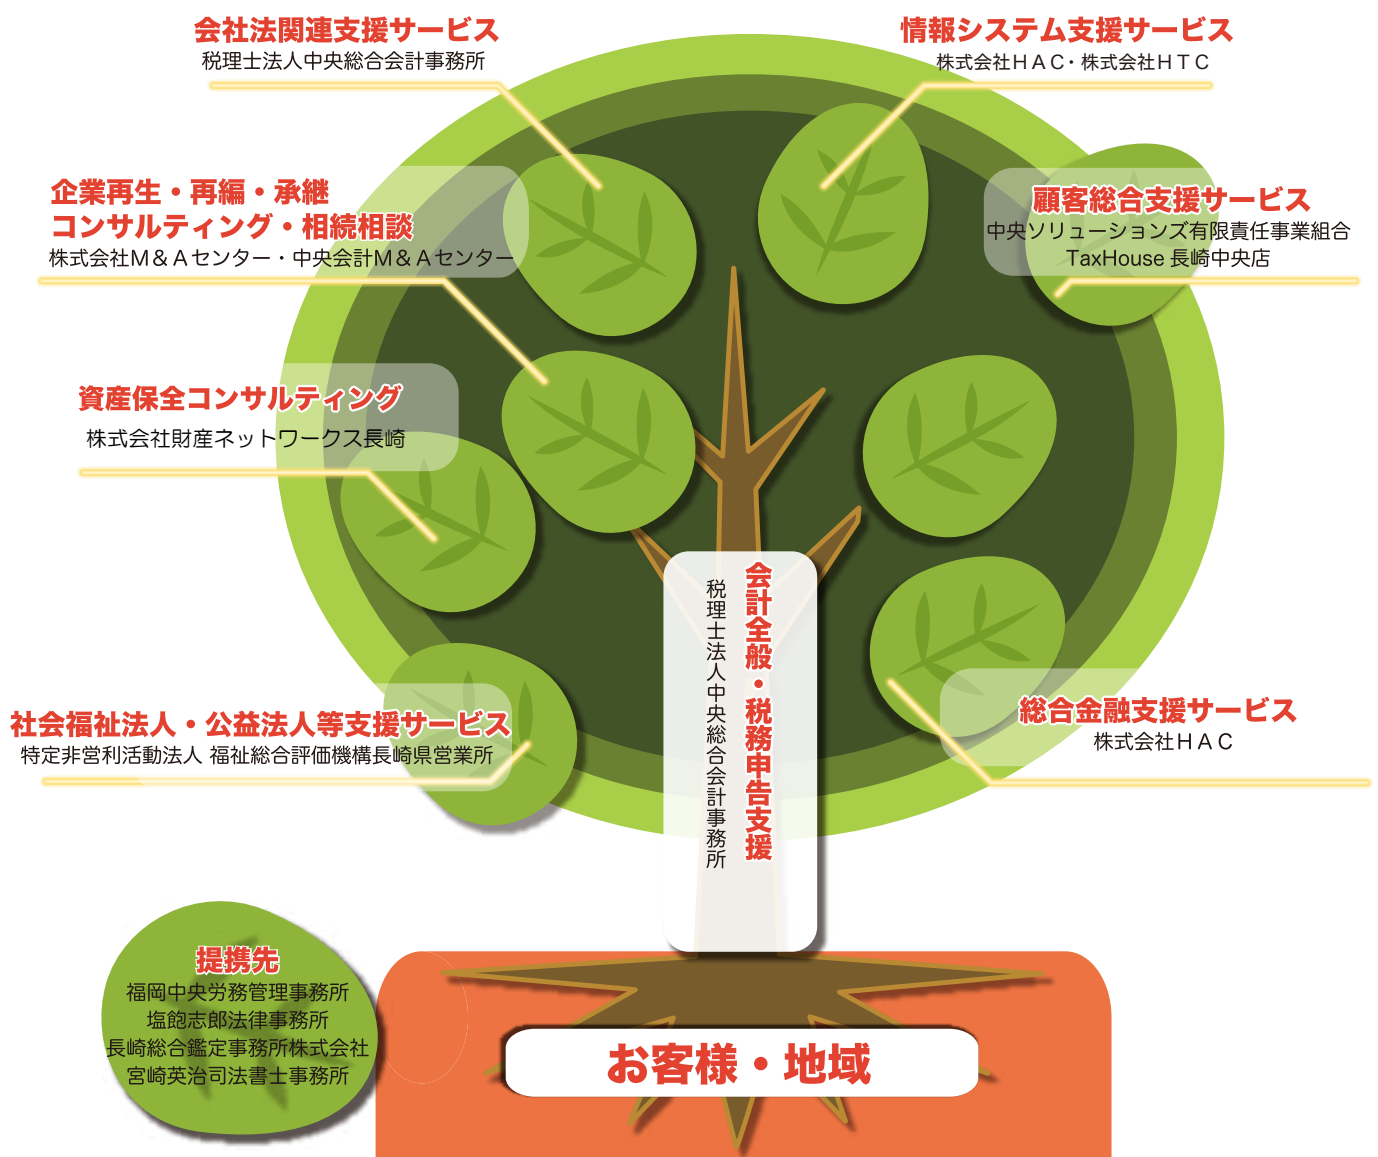 会社法関連支援サービス
税理士法人中央総合会計事務所
情報システム支援サービス
株式会社ＨＡＣ・株式会社ＨＴＣ
企業再生・再編・承継
コンサルティング・相続相談
株式会社Ｍ＆Ａセンター・中央会計Ｍ＆Ａセンター
顧客総合支援サービス
中央ソリューションズ有限責任事業組合
TaxHouse 長崎中央店
資産保全コンサルティング
株式会社財産ネットワークス長崎
会計全般・税務申告支援
税理士法人中央総合会計事務所
社会福祉法人・公益法人等支援サービス
特定非営利活動法人 福祉総合評価機構長崎県営業所
総合金融支援サービス
株式会社ＨＡＣ
提携先
福岡中央労務管理事務所
塩飽志郎法律事務所
長崎総合鑑定事務所株式会社
宮崎英治司法書士事務所
お客様・地域